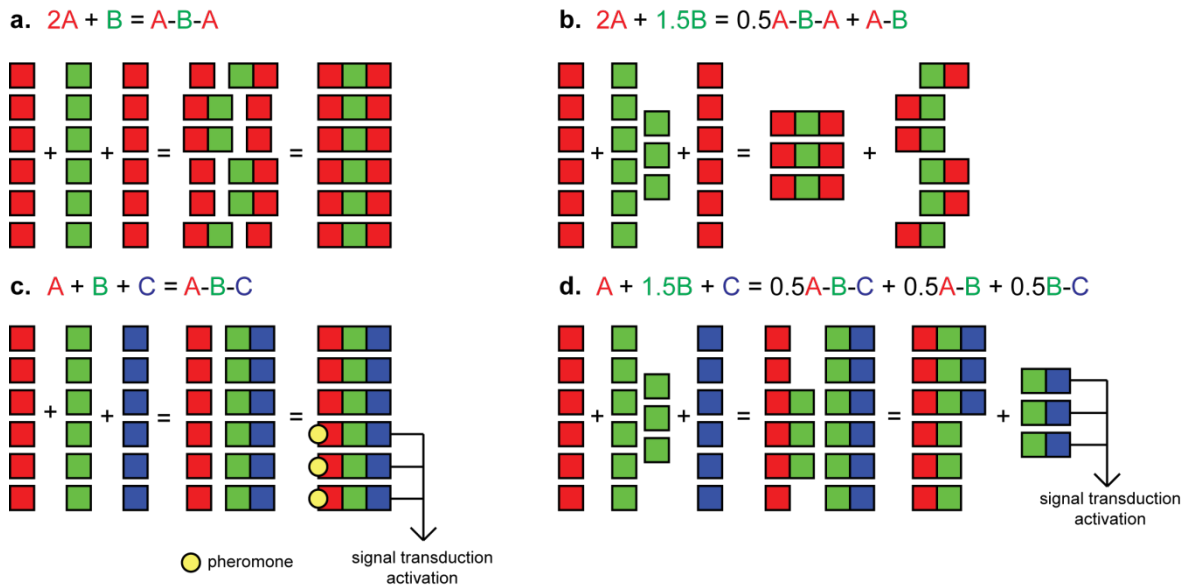 a. 2A + B = A-B-A
b. 2A + 1.5B = 0.5A-B-A + A-B
+ + = =
+ + = +
c. A + B + C = A-B-C
d. A + 1.5B + C = 0.5A-B-C + 0.5A-B + 0.5B-C
+ + = =
+ + = = +
signal transduction
activation
pheromone
signal transduction
activation